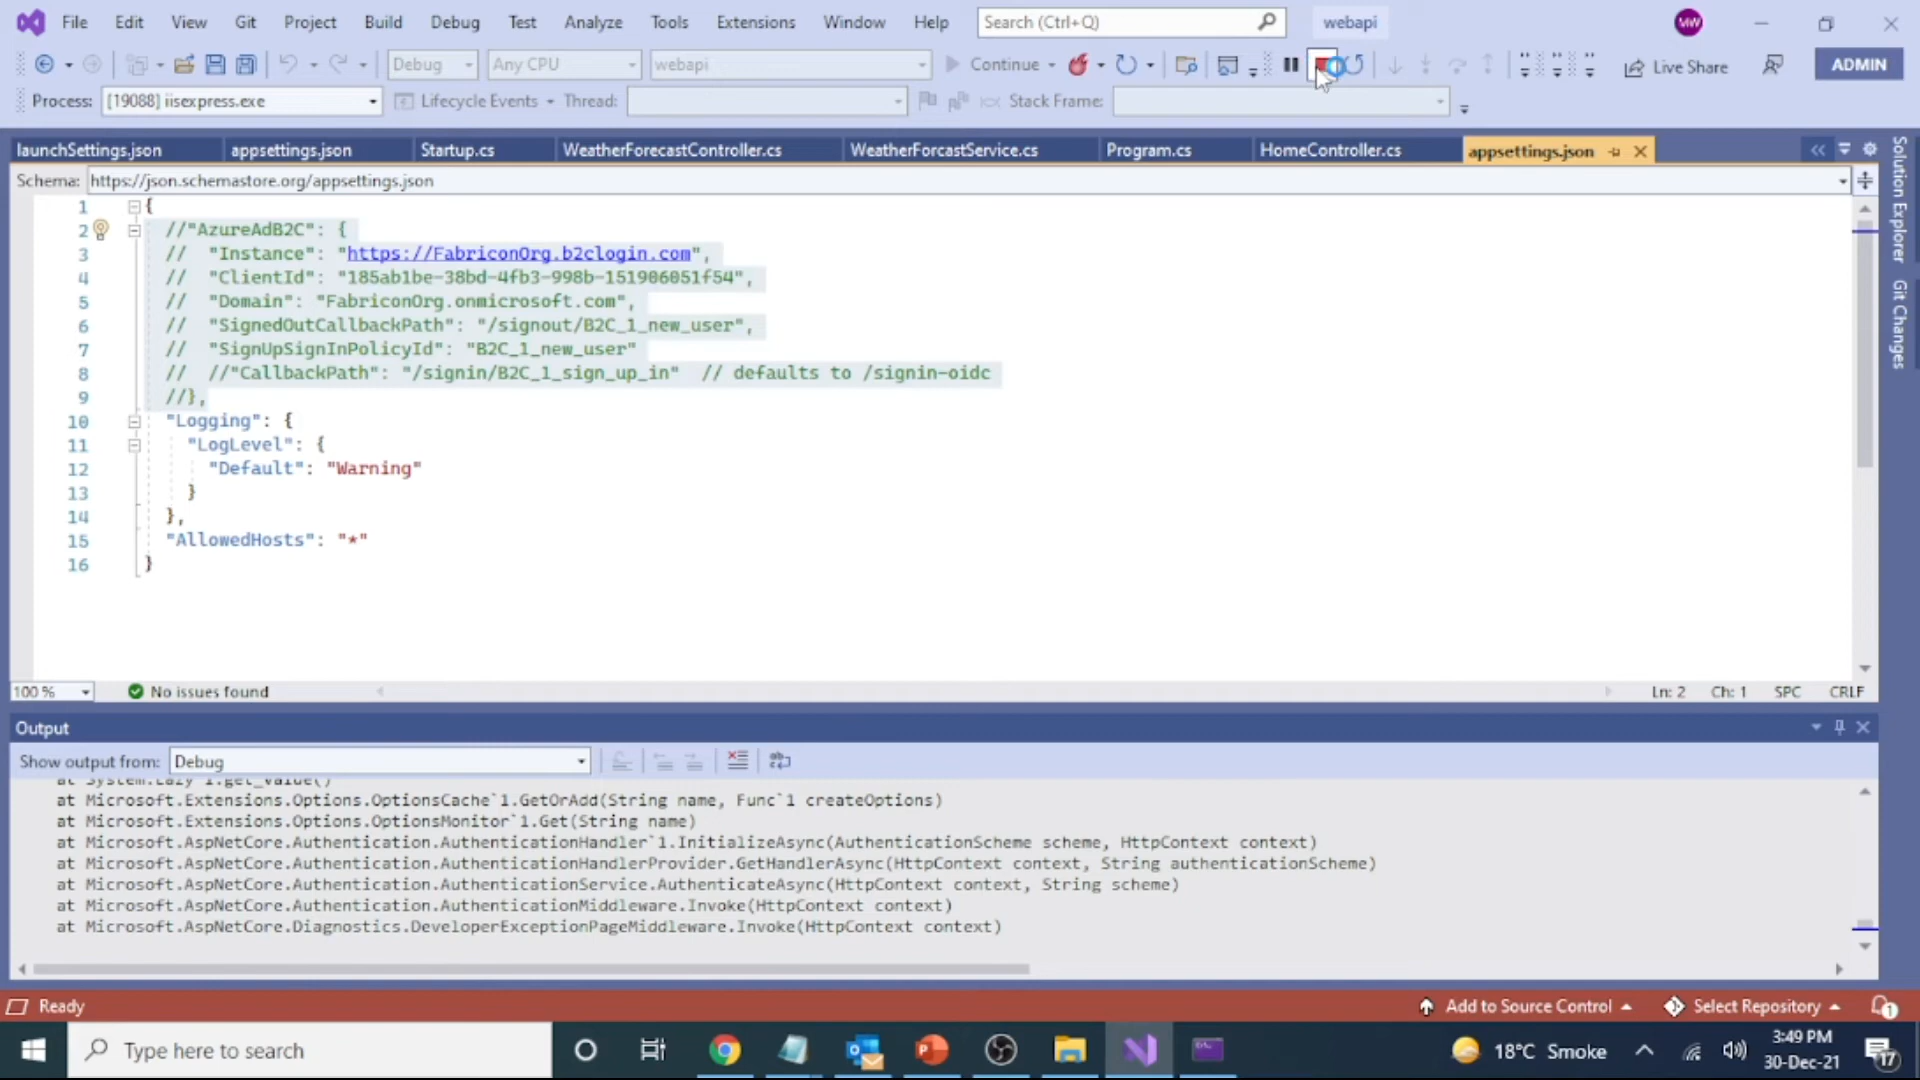 File Edit View Git Project Build Debug Test Analyze Tools Extensions Window Help Search (Ctrl+Q) webapi MW
Debug Any CPU webapi Continue Live Share ADMIN
Process: [19088] iisexpress.exe Lifecycle Events Thread: Stack Frame:
launchSettings.json appsettings.json Startup.cs WeatherForecastController.cs WeatherForcastService.cs Program.cs HomeController.cs appsettings.json
Schema: https://json.schemastore.org/appsettings.json
Solution Explorer
Git Changes
1 {
2 //"AzureAdB2C": {
3 // "Instance": "https://FabriconOrg.b2clogin.com",
4 // "ClientId": "185ab1be-38bd-4fb3-998b-151906051f54",
5 // "Domain": "FabriconOrg.onmicrosoft.com",
6 // "SignedOutCallbackPath": "/signout/B2C_1_new_user",
7 // "SignUpSignInPolicyId": "B2C_1_new_user"
8 // //"CallbackPath": "/signin/B2C_1_sign_up_in" // defaults to /signin-oidc
9 //},
10 "Logging": {
11 "LogLevel": {
12 "Default": "Warning"
13 }
14 },
15 "AllowedHosts": "*"
16 }
100 % No issues found Ln: 2 Ch: 1 SPC CRLF
Output
Show output from: Debug
at System.Lazy`1.get_Value()
at Microsoft.Extensions.Options.OptionsCache`1.GetOrAdd(String name, Func`1 createOptions)
at Microsoft.Extensions.Options.OptionsMonitor`1.Get(String name)
at Microsoft.AspNetCore.Authentication.AuthenticationHandler`1.InitializeAsync(AuthenticationScheme scheme, HttpContext context)
at Microsoft.AspNetCore.Authentication.AuthenticationHandlerProvider.GetHandlerAsync(HttpContext context, String authenticationScheme)
at Microsoft.AspNetCore.Authentication.AuthenticationService.AuthenticateAsync(HttpContext context, String scheme)
at Microsoft.AspNetCore.Authentication.AuthenticationMiddleware.Invoke(HttpContext context)
at Microsoft.AspNetCore.Diagnostics.DeveloperExceptionPageMiddleware.Invoke(HttpContext context)
Ready Add to Source Control Select Repository 1
Type here to search 18°C Smoke 3:49 PM
30-Dec-21 17